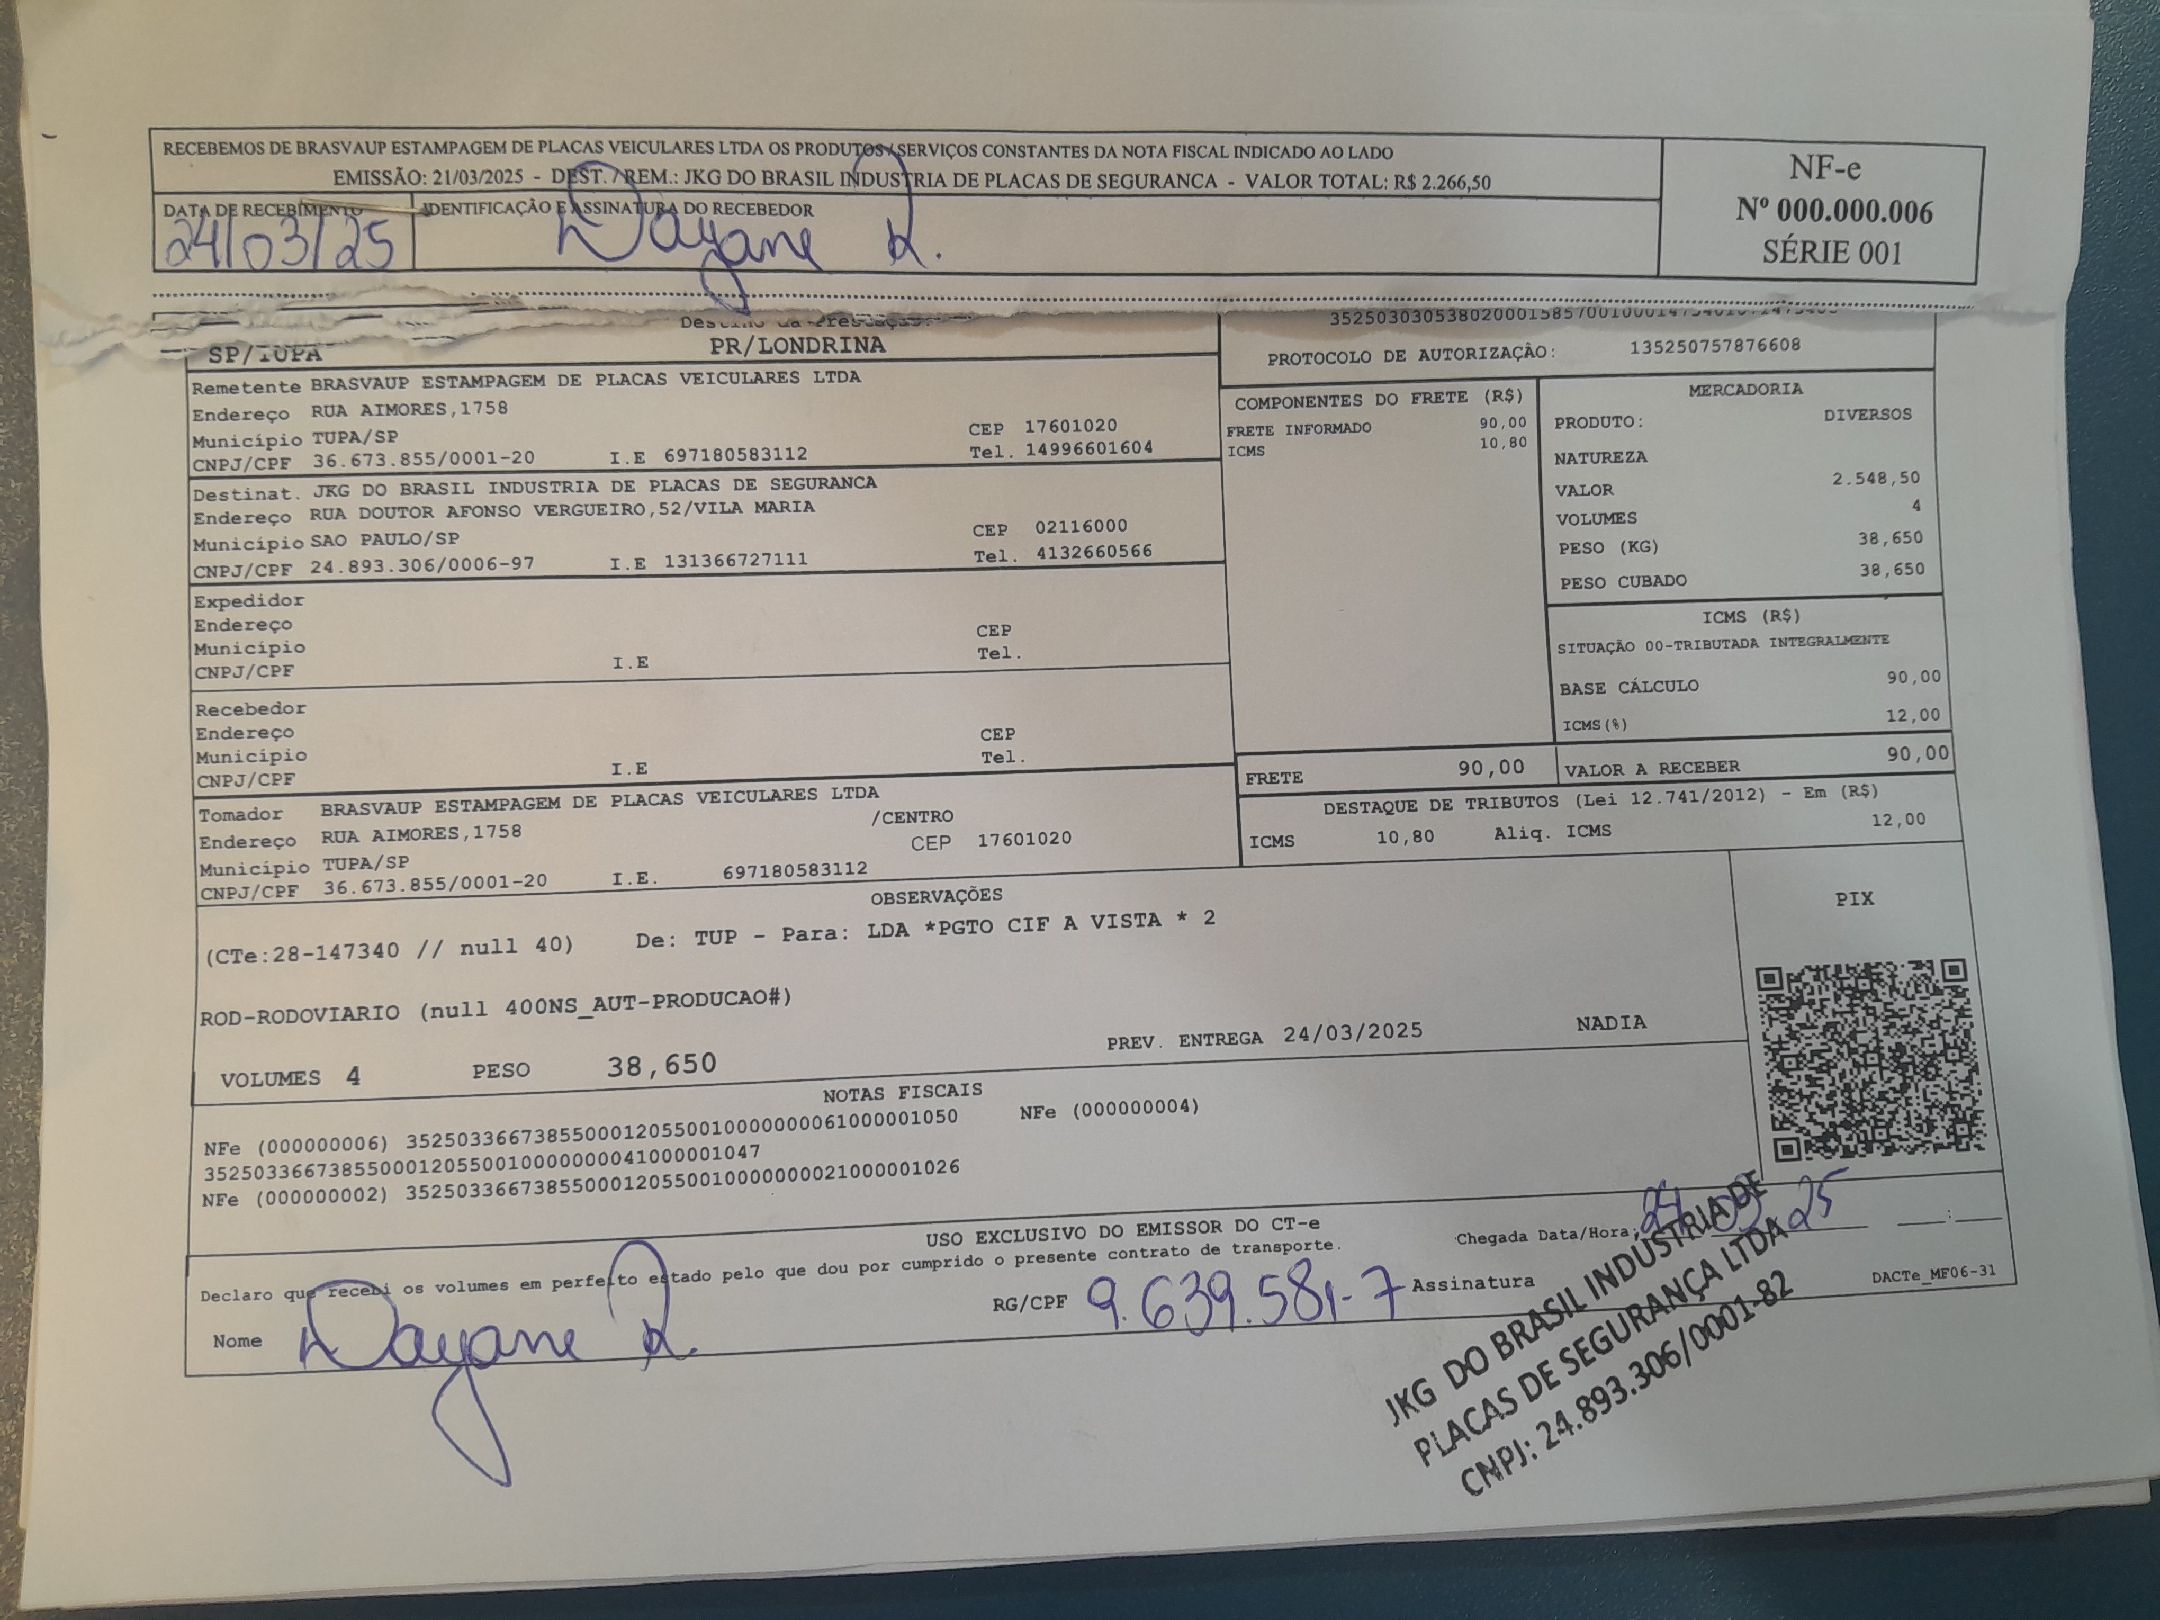 RECEBEMOS DE BRASVAUP ESTAMPAGEM DE PLACAS VEICULARES LTDA OS PRODUTOS / SERVIÇOS CONSTANTES DA NOTA FISCAL INDICADO AO LADO
EMISSÃO: 21/03/2025 - DEST. / REM.: JKG DO BRASIL INDUSTRIA DE PLACAS DE SEGURANCA - VALOR TOTAL: R$ 2.266,50
NF-e
Nº 000.000.006
SÉRIE 001
DATA DE RECEBIMENTO IDENTIFICAÇÃO E ASSINATURA DO RECEBEDOR
24/03/25 Dayane R.
Destino da Prestação:
SP/TUPA PR/LONDRINA
PROTOCOLO DE AUTORIZAÇÃO: 135250757876608
Remetente BRASVAUP ESTAMPAGEM DE PLACAS VEICULARES LTDA
Endereço RUA AIMORES,1758
Município TUPA/SP CEP 17601020
CNPJ/CPF 36.673.855/0001-20 I.E 697180583112 Tel. 14996601604
Destinat. JKG DO BRASIL INDUSTRIA DE PLACAS DE SEGURANCA
Endereço RUA DOUTOR AFONSO VERGUEIRO,52/VILA MARIA
Município SAO PAULO/SP CEP 02116000
CNPJ/CPF 24.893.306/0006-97 I.E 131366727111 Tel. 4132660566
Expedidor
Endereço
Município CEP
CNPJ/CPF I.E Tel.
Recebedor
Endereço
Município CEP
CNPJ/CPF I.E Tel.
Tomador BRASVAUP ESTAMPAGEM DE PLACAS VEICULARES LTDA
Endereço RUA AIMORES,1758 /CENTRO
Município TUPA/SP CEP 17601020
CNPJ/CPF 36.673.855/0001-20 I.E. 697180583112
COMPONENTES DO FRETE (R$)
FRETE INFORMADO 90,00
ICMS 10,80
MERCADORIA
PRODUTO: DIVERSOS
NATUREZA
VALOR 2.548,50
VOLUMES 4
PESO (KG) 38,650
PESO CUBADO 38,650
ICMS (R$)
SITUAÇÃO 00-TRIBUTADA INTEGRALMENTE
BASE CÁLCULO 90,00
ICMS(%) 12,00
FRETE 90,00 VALOR A RECEBER 90,00
DESTAQUE DE TRIBUTOS (Lei 12.741/2012) - Em (R$)
ICMS 10,80 Aliq. ICMS 12,00
OBSERVAÇÕES
(CTe:28-147340 // null 40) De: TUP - Para: LDA *PGTO CIF A VISTA * 2
ROD-RODOVIARIO (null 400NS_AUT-PRODUCAO#)
VOLUMES 4 PESO 38,650 PREV. ENTREGA 24/03/2025 NADIA
PIX
NOTAS FISCAIS
NFe (000000006) 35250336673855000120550010000000061000001050 NFe (000000004)
35250336673855000120550010000000041000001047
NFe (000000002) 35250336673855000120550010000000021000001026
USO EXCLUSIVO DO EMISSOR DO CT-e
Declaro que recebi os volumes em perfeito estado pelo que dou por cumprido o presente contrato de transporte.
Chegada Data/Hora: 24 03 25 :
Nome Dayane R. RG/CPF 9.639.581-7 Assinatura
DACTe_MF06-31
JKG DO BRASIL INDUSTRIA DE
PLACAS DE SEGURANÇA LTDA
CNPJ: 24.893.306/0001-82